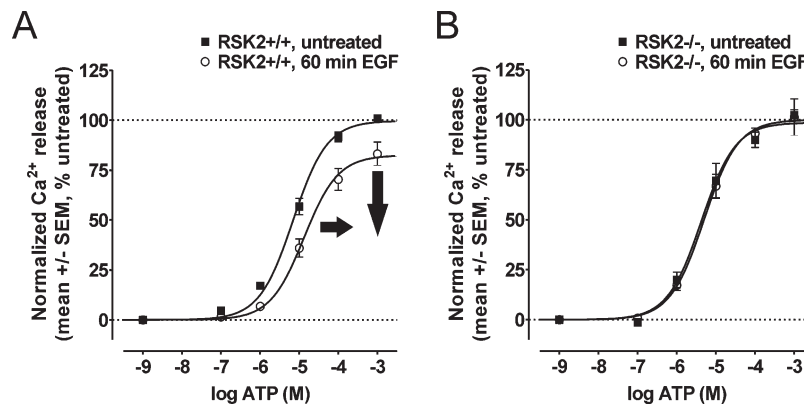 A
RSK2+/+, untreated
RSK2+/+, 60 min EGF
Normalized Ca2+ release
(mean +/- SEM, % untreated)
125
100
75
50
25
0
-9 -8 -7 -6 -5 -4 -3
log ATP (M)
B
RSK2-/-, untreated
RSK2-/-, 60 min EGF
Normalized Ca2+ release
(mean +/- SEM, % untreated)
125
100
75
50
25
0
-9 -8 -7 -6 -5 -4 -3
log ATP (M)